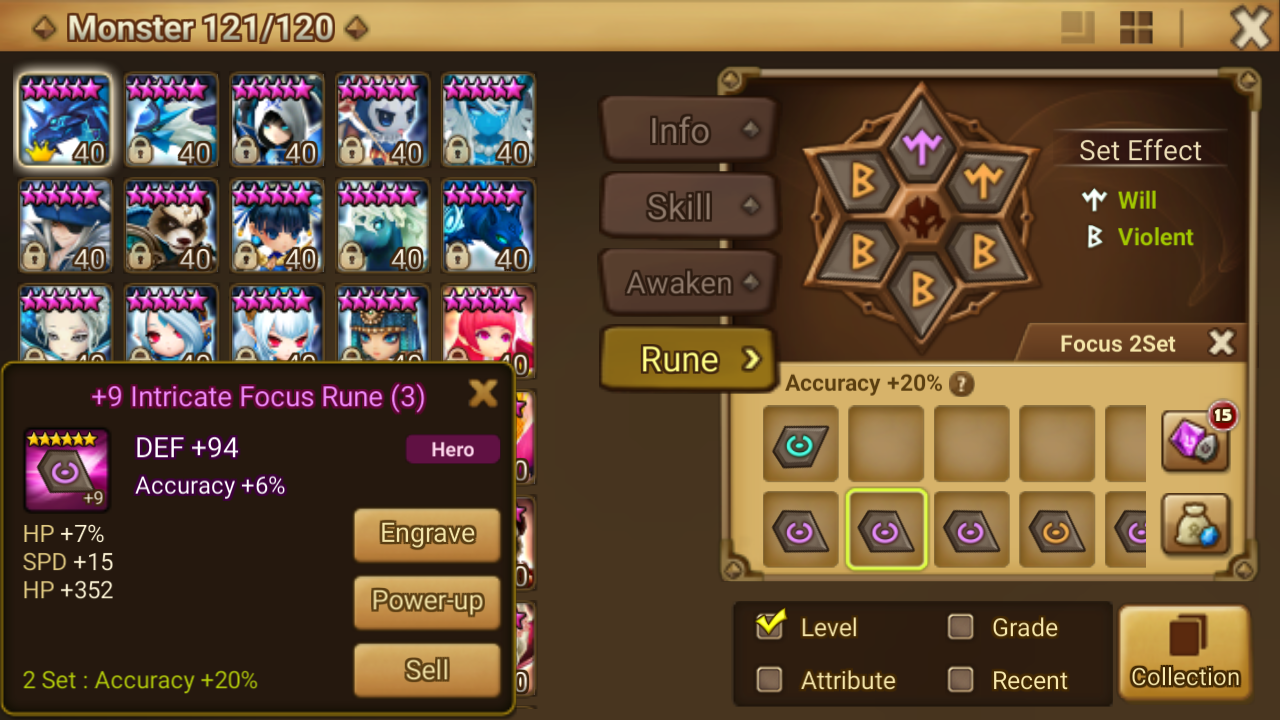 Monster 121/120
40 40 40 40 40
40 40 40 40 40
Info
Skill
Awaken
Rune
Set Effect
Will
Violent
Focus 2Set
Accuracy +20% ?
15
+9 Intricate Focus Rune (3)
DEF +94
Hero
Accuracy +6%
+9
HP +7%
SPD +15
HP +352
Engrave
Power-up
Sell
2 Set : Accuracy +20%
Level
Grade
Attribute
Recent
Collection